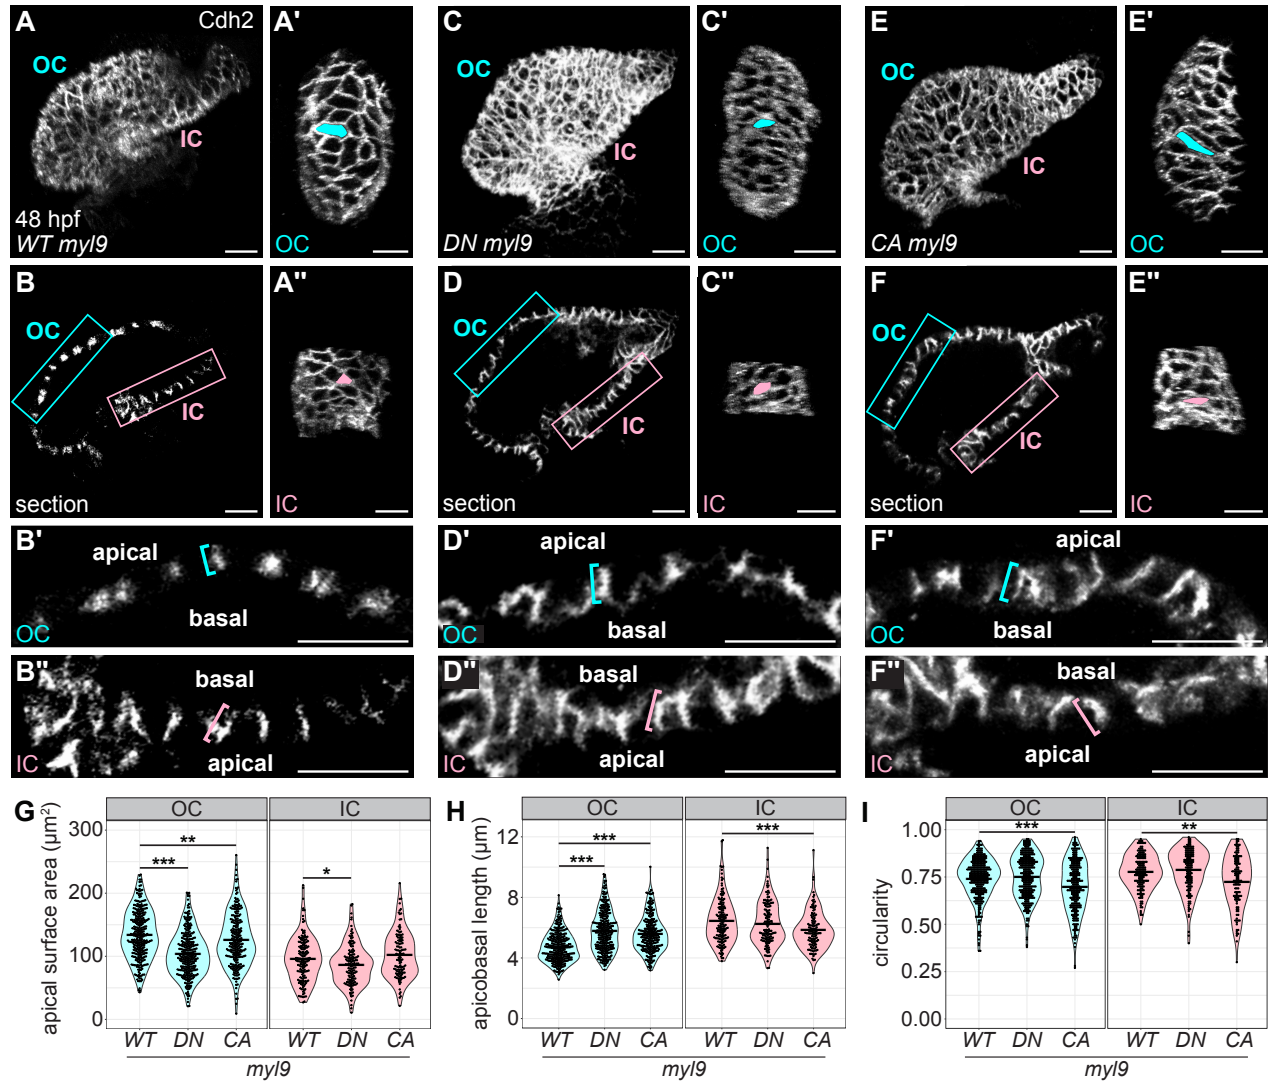 A
Cdh2
OC
IC
48 hpf
WT myl9
A'
OC
C
OC
IC
DN myl9
C'
OC
E
OC
IC
CA myl9
E'
OC
B
OC
IC
section
A''
IC
D
OC
IC
section
C''
IC
F
OC
IC
section
E''
IC
B'
apical
basal
OC
D'
apical
basal
OC
F'
apical
basal
OC
B''
basal
apical
IC
D''
basal
apical
IC
F''
basal
apical
IC
G
OC
IC
apical surface area (µm²)
300
200
100
0
**
***
*
WT DN CA WT DN CA
myl9
H
OC
IC
apicobasal length (µm)
12
8
4
0
***
***
***
WT DN CA WT DN CA
myl9
I
OC
IC
circularity
1.00
0.75
0.50
0.25
0.00
***
**
WT DN CA WT DN CA
myl9